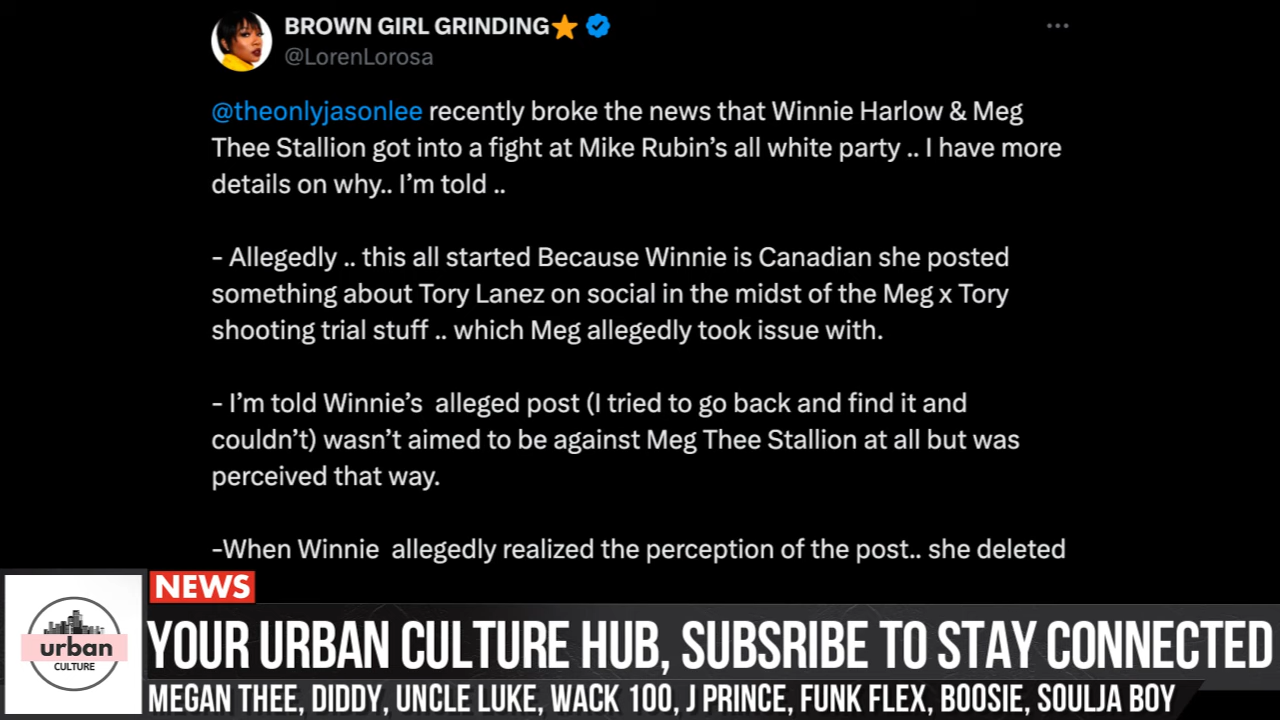 BROWN GIRL GRINDING⭐
@LorenLorosa
@theonlyjasonlee recently broke the news that Winnie Harlow & Meg
Thee Stallion got into a fight at Mike Rubin’s all white party .. I have more
details on why.. I’m told ..
- Allegedly .. this all started Because Winnie is Canadian she posted
something about Tory Lanez on social in the midst of the Meg x Tory
shooting trial stuff .. which Meg allegedly took issue with.
- I’m told Winnie’s  alleged post (I tried to go back and find it and
couldn’t) wasn’t aimed to be against Meg Thee Stallion at all but was
perceived that way.
-When Winnie  allegedly realized the perception of the post.. she deleted
NEWS
urban
CULTURE
YOUR URBAN CULTURE HUB, SUBSRIBE TO STAY CONNECTED
MEGAN THEE, DIDDY, UNCLE LUKE, WACK 100, J PRINCE, FUNK FLEX, BOOSIE, SOULJA BOY